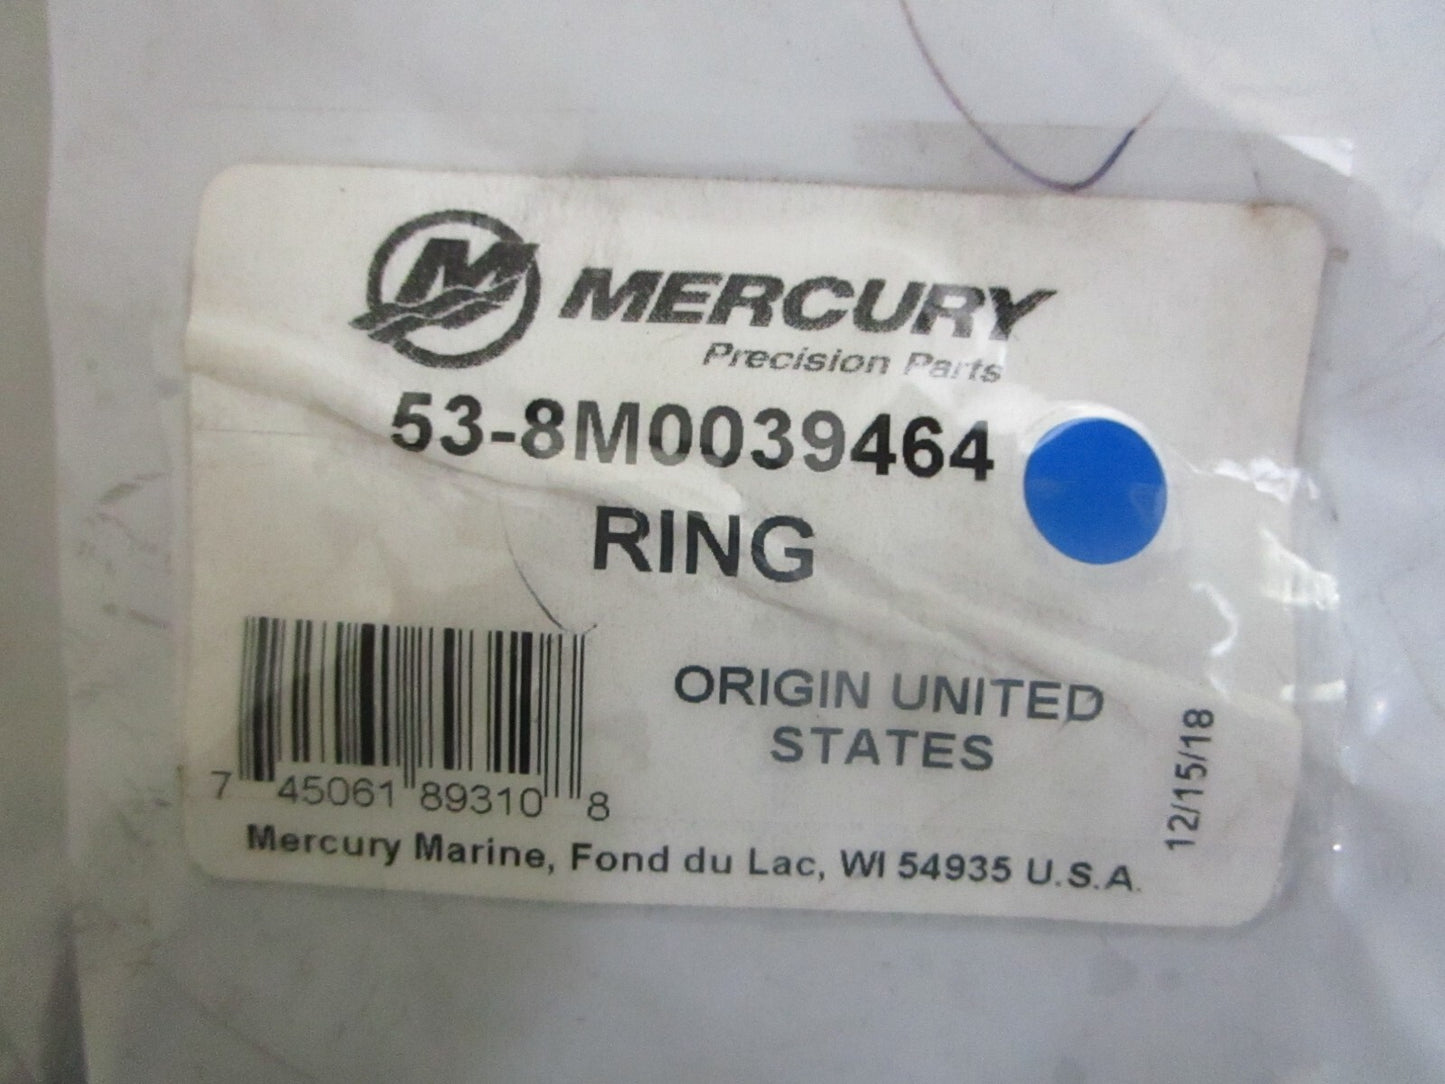 M MERCURY
Precision Parts
53-8M0039464
RING
ORIGIN UNITED
STATES
12/15/18
7 45061 89310 8
Mercury Marine, Fond du Lac, WI 54935 U.S.A.